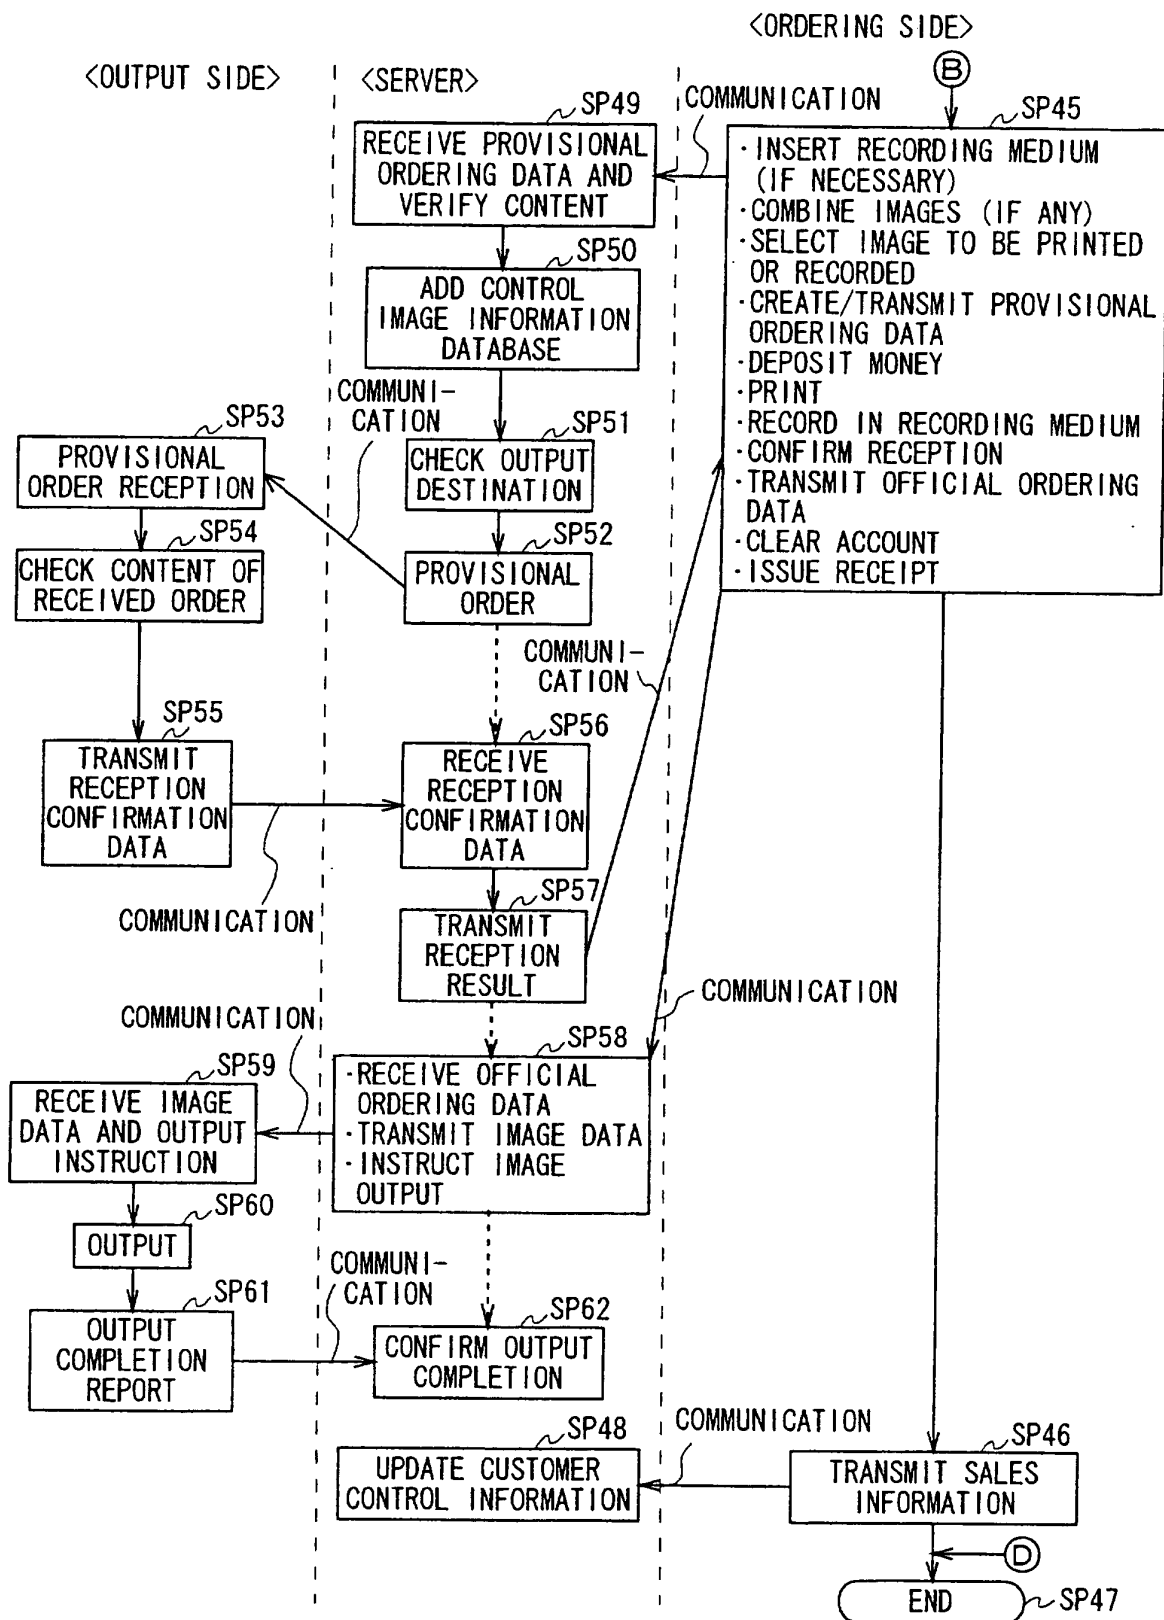 <ORDERING SIDE>
<OUTPUT SIDE>
<SERVER>
B
SP49
COMMUNICATION
SP45
RECEIVE PROVISIONAL
ORDERING DATA AND
VERIFY CONTENT
·INSERT RECORDING MEDIUM
(IF NECESSARY)
·COMBINE IMAGES (IF ANY)
·SELECT IMAGE TO BE PRINTED
OR RECORDED
·CREATE/TRANSMIT PROVISIONAL
ORDERING DATA
·DEPOSIT MONEY
·PRINT
·RECORD IN RECORDING MEDIUM
·CONFIRM RECEPTION
·TRANSMIT OFFICIAL ORDERING
DATA
·CLEAR ACCOUNT
·ISSUE RECEIPT
SP50
ADD CONTROL
IMAGE INFORMATION
DATABASE
COMMUNI-
CATION
SP53
PROVISIONAL
ORDER RECEPTION
SP51
CHECK OUTPUT
DESTINATION
SP54
CHECK CONTENT OF
RECEIVED ORDER
SP52
PROVISIONAL
ORDER
COMMUNI-
CATION
SP55
TRANSMIT
RECEPTION
CONFIRMATION
DATA
SP56
RECEIVE
RECEPTION
CONFIRMATION
DATA
COMMUNICATION
SP57
TRANSMIT
RECEPTION
RESULT
COMMUNICATION
COMMUNICATION
SP58
·RECEIVE OFFICIAL
ORDERING DATA
·TRANSMIT IMAGE DATA
·INSTRUCT IMAGE
OUTPUT
SP59
RECEIVE IMAGE
DATA AND OUTPUT
INSTRUCTION
SP60
OUTPUT
COMMUNI-
CATION
SP61
OUTPUT
COMPLETION
REPORT
SP62
CONFIRM OUTPUT
COMPLETION
COMMUNICATION
SP48
UPDATE CUSTOMER
CONTROL INFORMATION
SP46
TRANSMIT SALES
INFORMATION
D
END
SP47